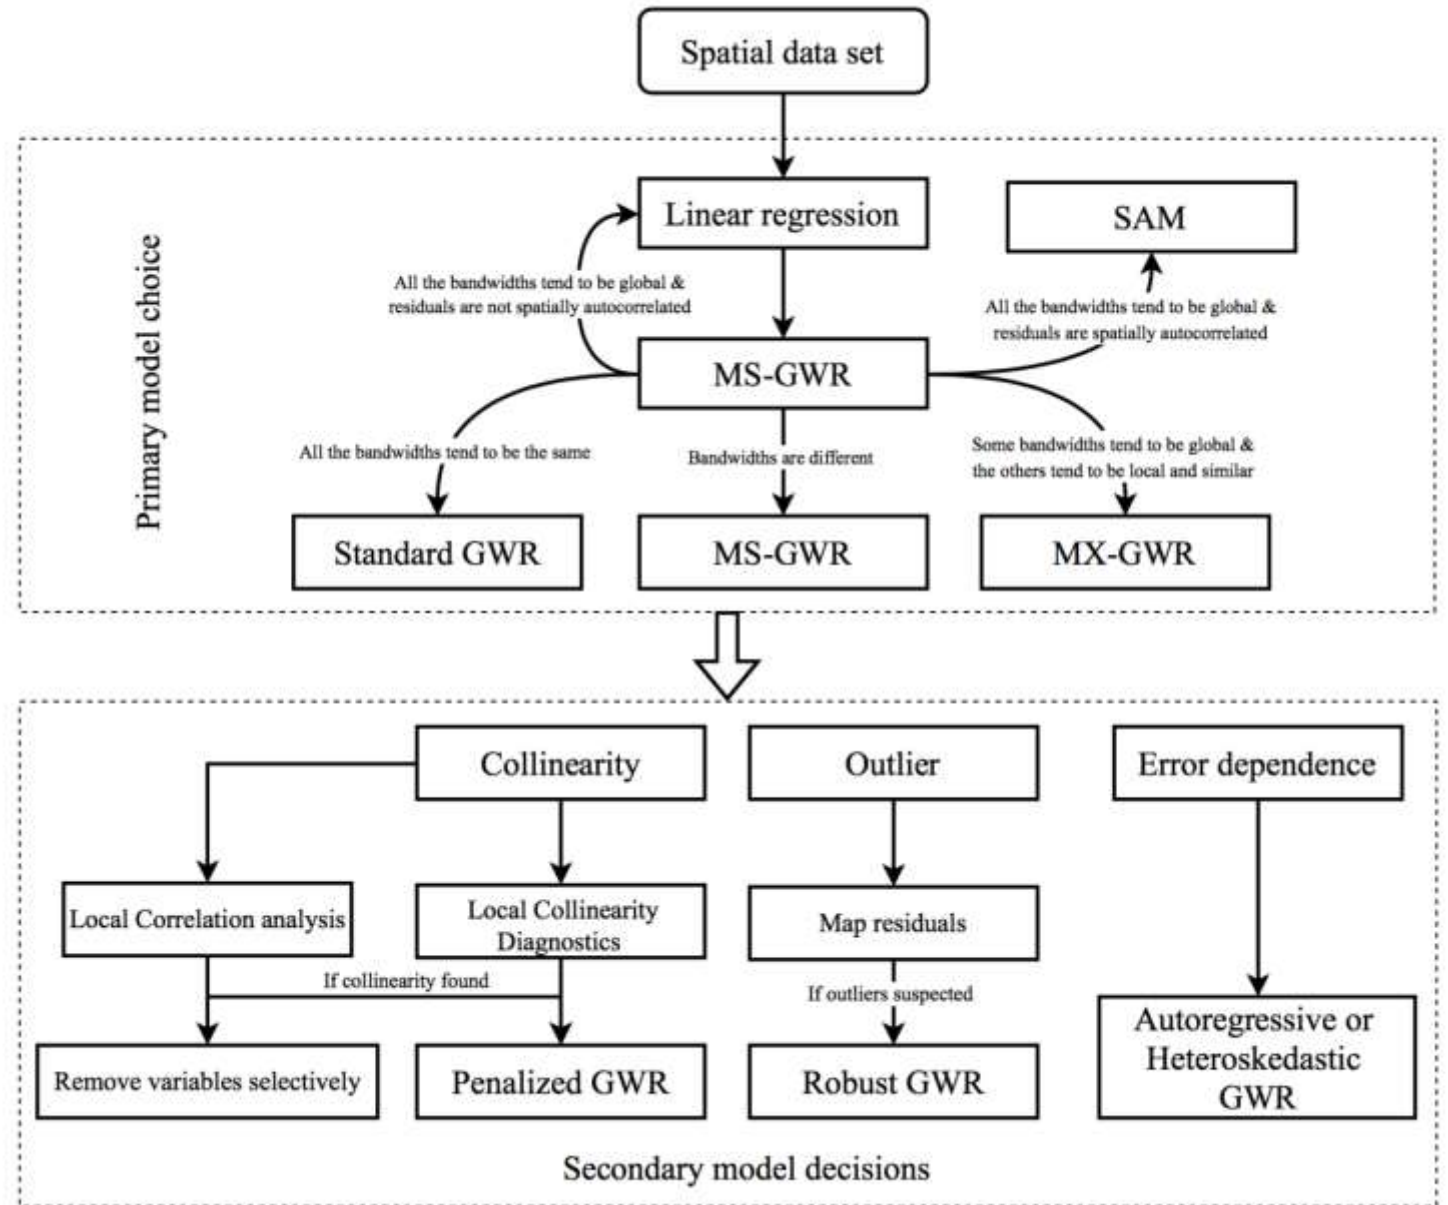 Spatial data set
Primary model choice
Linear regression
SAM
All the bandwidths tend to be global &
residuals are not spatially autocorrelated
All the bandwidths tend to be global &
residuals are spatially autocorrelated
MS-GWR
All the bandwidths tend to be the same
Bandwidths are different
Some bandwidths tend to be global &
the others tend to be local and similar
Standard GWR
MS-GWR
MX-GWR
Collinearity
Outlier
Error dependence
Local Correlation analysis
Local Collinearity
Diagnostics
Map residuals
If collinearity found
If outliers suspected
Remove variables selectively
Penalized GWR
Robust GWR
Autoregressive or
Heteroskedastic
GWR
Secondary model decisions